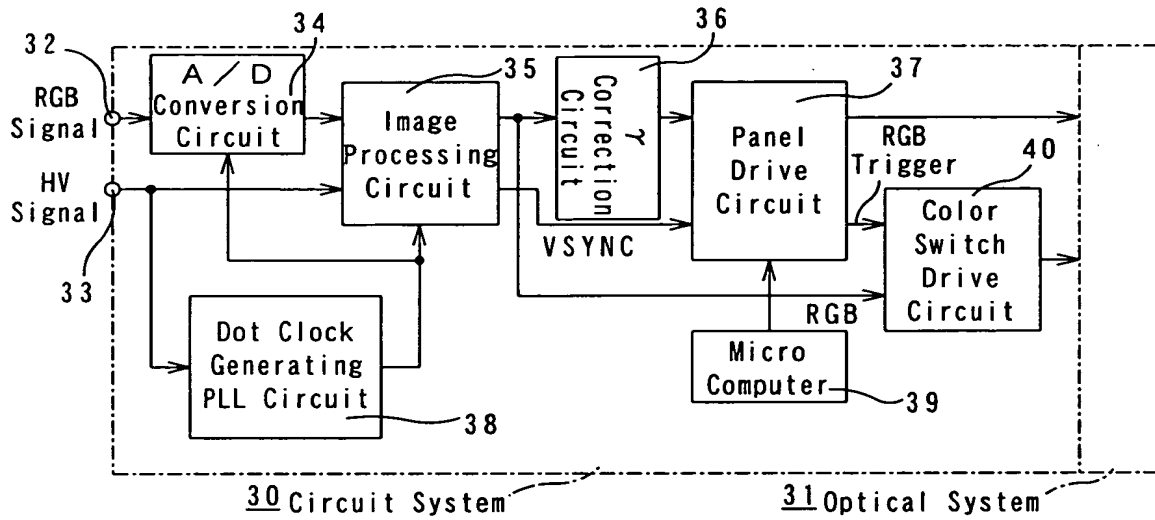 32
34
35
36
37
40
A/D
Conversion
Circuit
RGB
Signal
HV
Signal
33
Image
Processing
Circuit
γ
Correction
Circuit
Panel
Drive
Circuit
RGB
Trigger
Color
Switch
Drive
Circuit
VSYNC
RGB
Dot Clock
Generating
PLL Circuit
38
Micro
Computer
39
30 Circuit System
31 Optical System